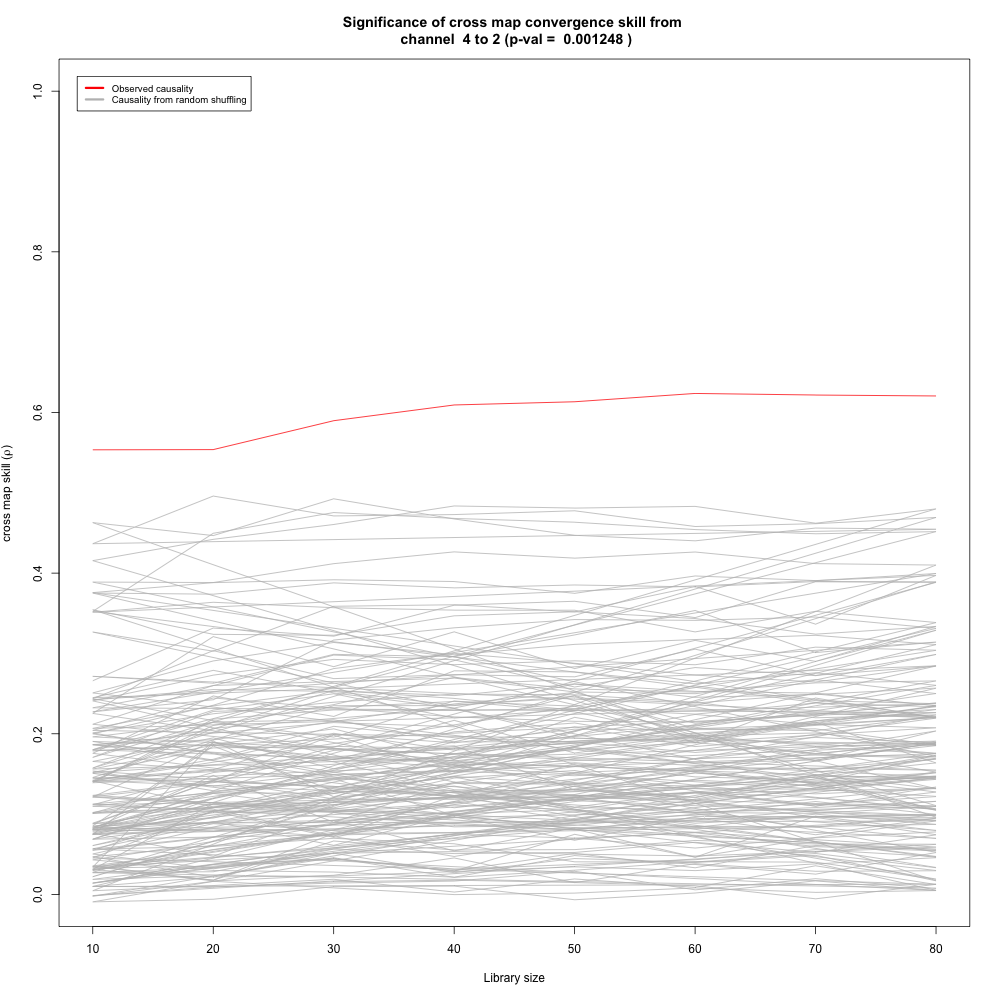 Significance of cross map convergence skill from
channel  4 to 2 (p-val =  0.001248 )
Observed causality
Causality from random shuffling
cross map skill (ρ)
1.0
0.8
0.6
0.4
0.2
0.0
10 20 30 40 50 60 70 80
Library size